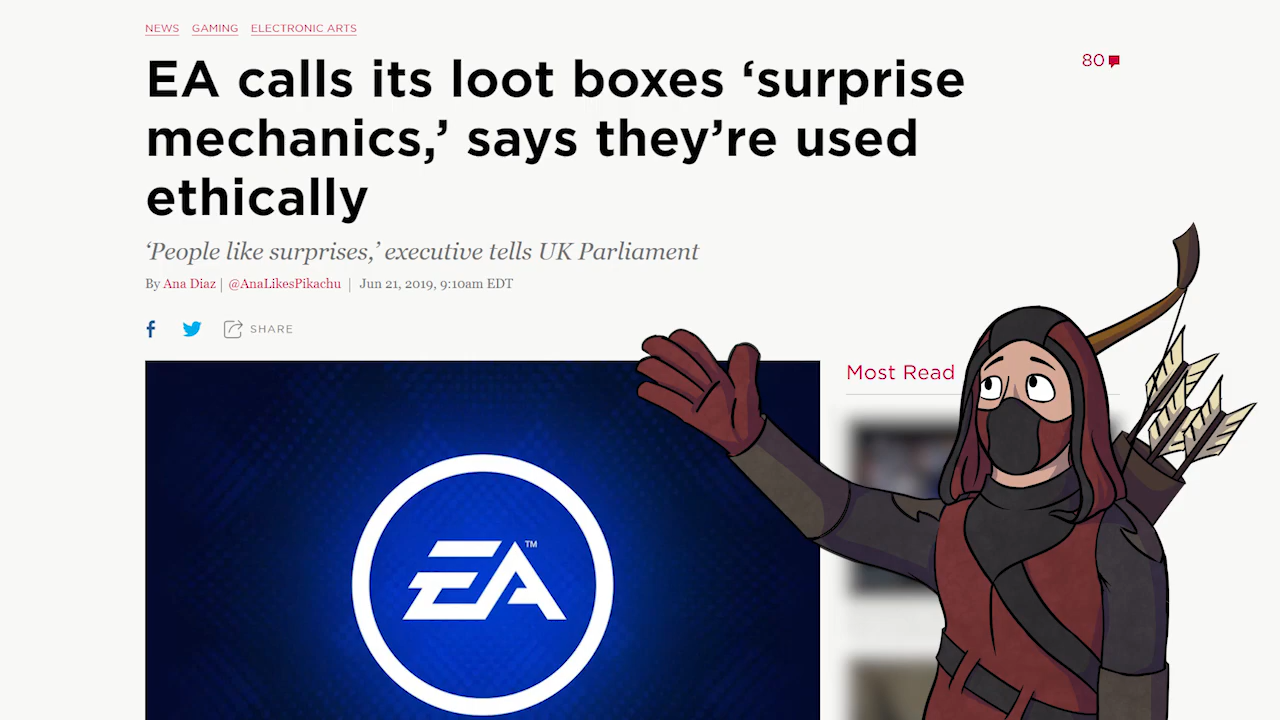 NEWS GAMING ELECTRONIC ARTS
EA calls its loot boxes ‘surprise
mechanics,’ says they’re used
ethically
80
‘People like surprises,’ executive tells UK Parliament
By Ana Diaz | @AnaLikesPikachu | Jun 21, 2019, 9:10am EDT
SHARE
Most Read
EA™